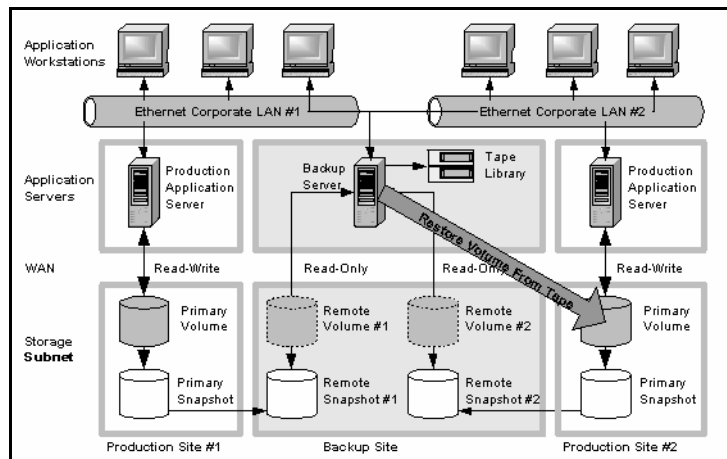 Application
Workstations
Ethernet Corporate LAN #1
Ethernet Corporate LAN #2
Application
Servers
Production
Application
Server
Backup
Server
Tape
Library
Production
Application
Server
Restore Volume From Tape
WAN
Read-Write
Read-Only
Read-Only
Read-Write
Storage
Subnet
Primary
Volume
Remote
Volume #1
Remote
Volume #2
Primary
Volume
Primary
Snapshot
Remote
Snapshot #1
Remote
Snapshot #2
Primary
Snapshot
Production Site #1
Backup Site
Production Site #2